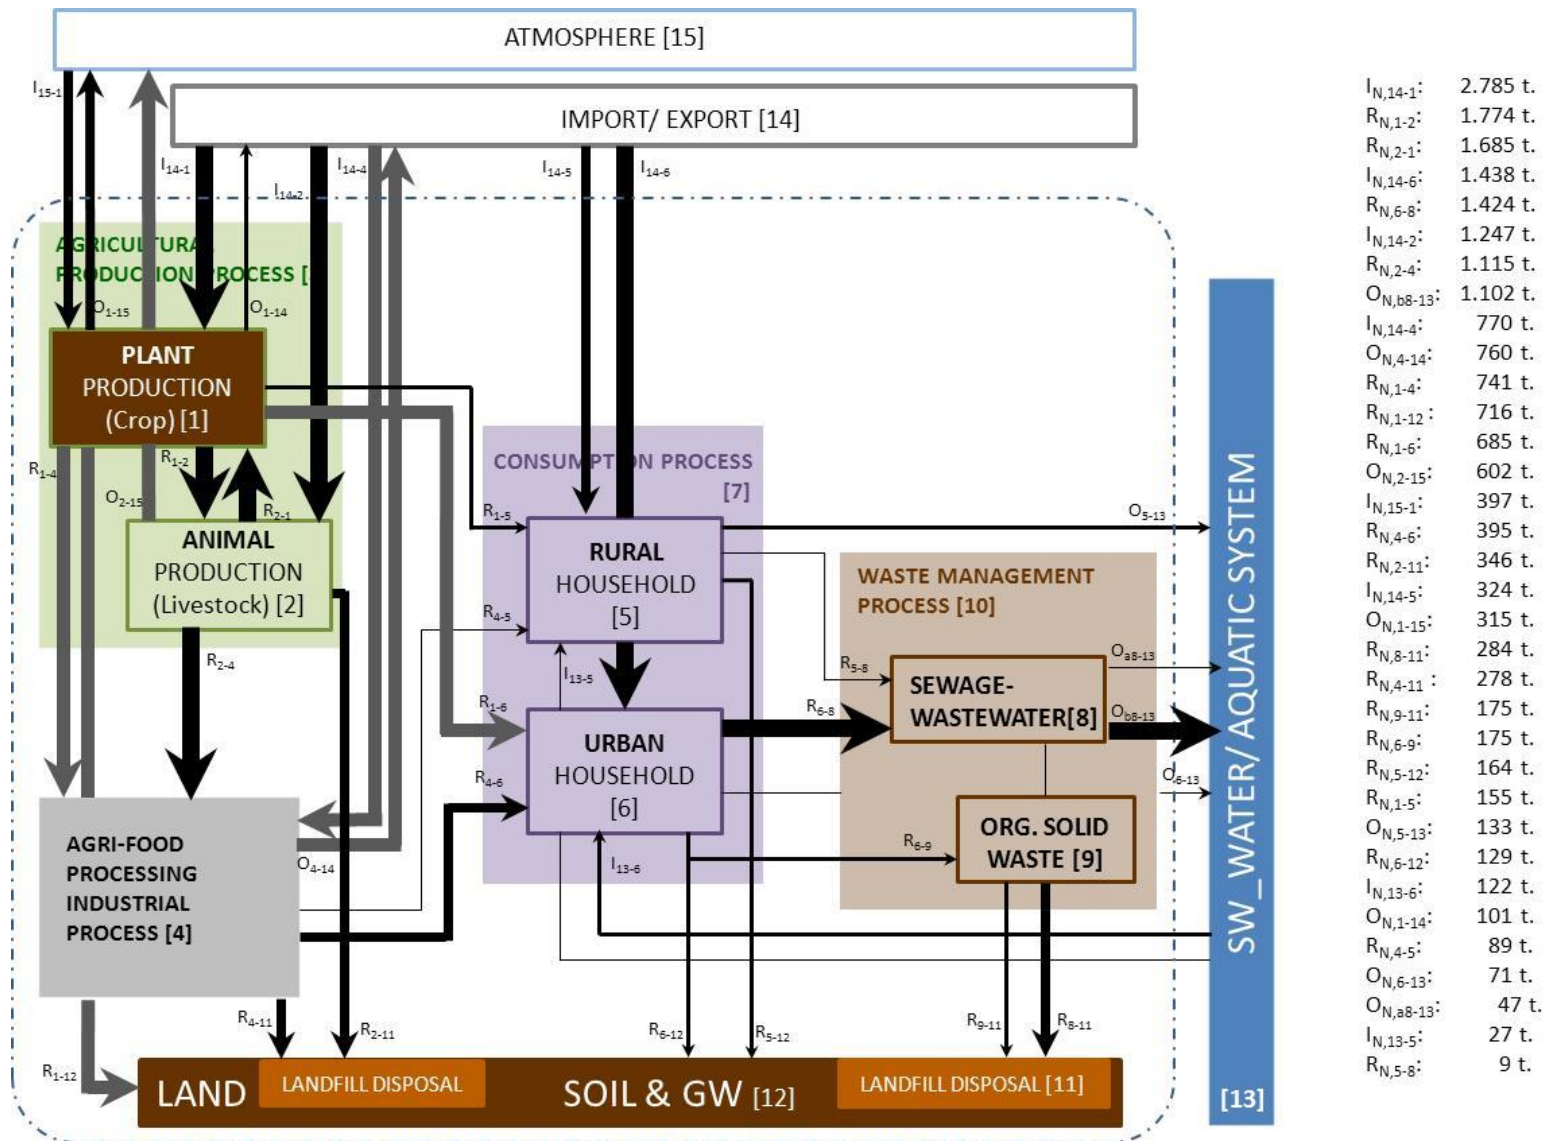 ATMOSPHERE [15]
I15-1
IMPORT/ EXPORT [14]
I14-1
I14-2
I14-4
I14-5
I14-6
AGRICULTURA
PRODUCTION PROCESS [
O1-15
O1-14
PLANT
PRODUCTION
(Crop) [1]
R1-4
R1-2
O2-15
R2-1
ANIMAL
PRODUCTION
(Livestock) [2]
R2-4
CONSUMPTION PROCESS
[7]
R1-5
RURAL
HOUSEHOLD
[5]
R4-5
I13-5
R1-6
URBAN
HOUSEHOLD
[6]
R4-6
I13-6
O5-13
WASTE MANAGEMENT
PROCESS [10]
R5-8
Oa8-13
SEWAGE-
WASTEWATER[8]
R6-8
Ob8-13
O6-13
ORG. SOLID
WASTE [9]
R6-9
AGRI-FOOD
PROCESSING
INDUSTRIAL
PROCESS [4]
O4-14
R4-11
R2-11
R6-12
R5-12
R9-11
R8-11
R1-12
LAND
LANDFILL DISPOSAL
SOIL & GW [12]
LANDFILL DISPOSAL [11]
SW_WATER/ AQUATIC SYSTEM
[13]
IN,14-1: 2.785 t.
RN,1-2: 1.774 t.
RN,2-1: 1.685 t.
IN,14-6: 1.438 t.
RN,6-8: 1.424 t.
IN,14-2: 1.247 t.
RN,2-4: 1.115 t.
ON,b8-13: 1.102 t.
IN,14-4: 770 t.
ON,4-14: 760 t.
RN,1-4: 741 t.
RN,1-12 : 716 t.
RN,1-6: 685 t.
ON,2-15: 602 t.
IN,15-1: 397 t.
RN,4-6: 395 t.
RN,2-11: 346 t.
IN,14-5: 324 t.
ON,1-15: 315 t.
RN,8-11: 284 t.
RN,4-11 : 278 t.
RN,9-11: 175 t.
RN,6-9: 175 t.
RN,5-12: 164 t.
RN,1-5: 155 t.
ON,5-13: 133 t.
RN,6-12: 129 t.
IN,13-6: 122 t.
ON,1-14: 101 t.
RN,4-5: 89 t.
ON,6-13: 71 t.
ON,a8-13: 47 t.
IN,13-5: 27 t.
RN,5-8: 9 t.